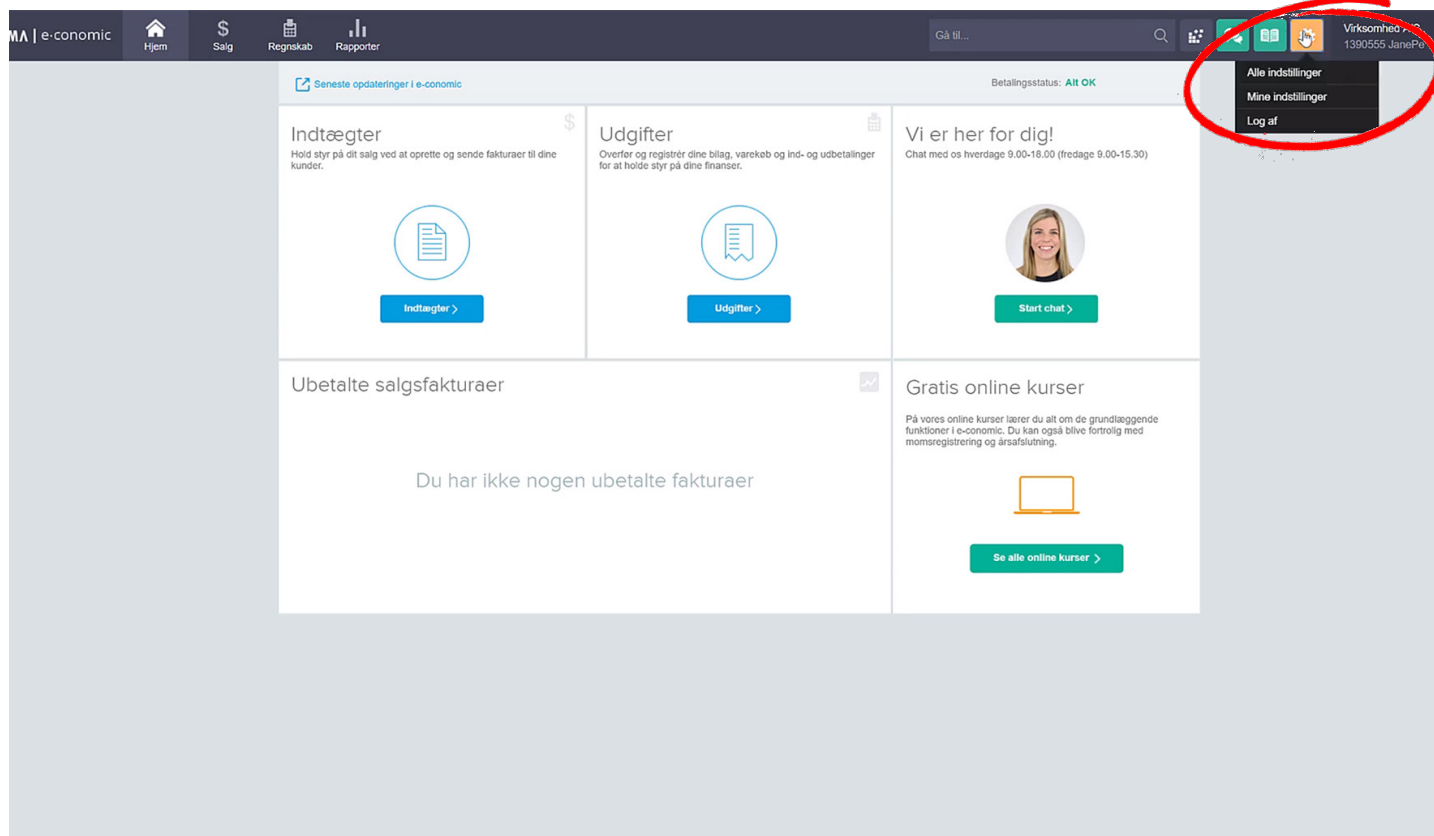 e-conomic
Hjem
Salg
Regnskab
Rapporter
Gå til...
Virksomhed
1390555 JanePe
Alle indstillinger
Mine indstillinger
Log af
Seneste opdateringer i e-conomic
Betalingsstatus: Alt OK
Indtægter
Hold styr på dit salg ved at oprette og sende fakturaer til dine
kunder.
Indtægter
Udgifter
Overfør og registrér dine bilag, varekøb og ind- og udbetalinger
for at holde styr på dine finanser.
Udgifter
Vi er her for dig!
Chat med os hverdage 9.00-18.00 (fredage 9.00-15.30)
Start chat
Ubetalte salgsfakturaer
Du har ikke nogen ubetalte fakturaer
Gratis online kurser
På vores online kurser lærer du alt om de grundlæggende
funktioner i e-conomic. Du kan også blive fortrolig med
momsregistrering og årsafslutning.
Se alle online kurser